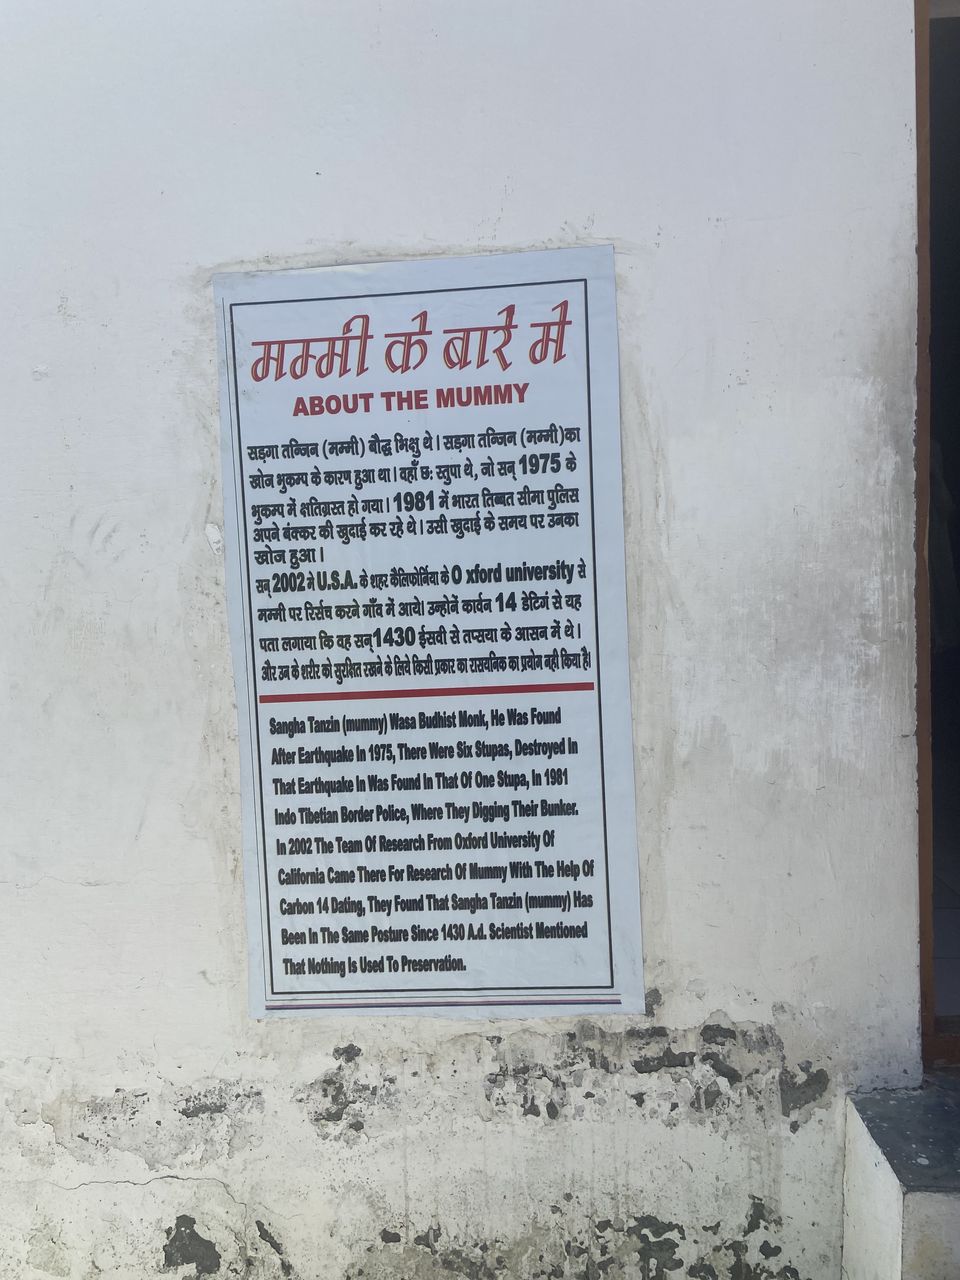 मम्मी के बारे मे
ABOUT THE MUMMY
सड़गा तन्जिन (मम्मी) बौद्ध भिक्षु थे । सड़गा तन्जिन (मम्मी)का
खोज भुकम्प के कारण हुआ था । वहाँ छः स्तुपा थे, जो सन् 1975 के
भुकम्प में क्षतिग्रस्त हो गया । 1981 में भारत तिब्बत सीमा पुलिस
अपने बंक्कर की खुदाई कर रहे थे । उसी खुदाई के समय पर उनका
खोज हुआ ।
सन् 2002 मे U.S.A. के शहर कैलिफोर्निया के O xford university से
मम्मी पर रिर्सच करने गाँव में आये। उन्होनें कार्वन 14 डेटिगं से यह
पता लगाया कि वह सन् 1430 ईसवी से तप्सया के आसन में थे ।
और उन के शरीर को सुरक्षित रखने के लिये किसी प्रकार का रासयनिक का प्रयोग नही किया है।
Sangha Tanzin (mummy) Wasa Budhist Monk, He Was Found
After Earthquake In 1975, There Were Six Stupas, Destroyed In
That Earthquake In Was Found In That Of One Stupa, In 1981
Indo Tibetian Border Police, Where They Digging Their Bunker.
In 2002 The Team Of Research From Oxford University Of
California Came There For Research Of Mummy With The Help Of
Carbon 14 Dating, They Found That Sangha Tanzin (mummy) Has
Been In The Same Posture Since 1430 A.d. Scientist Mentioned
That Nothing Is Used To Preservation.